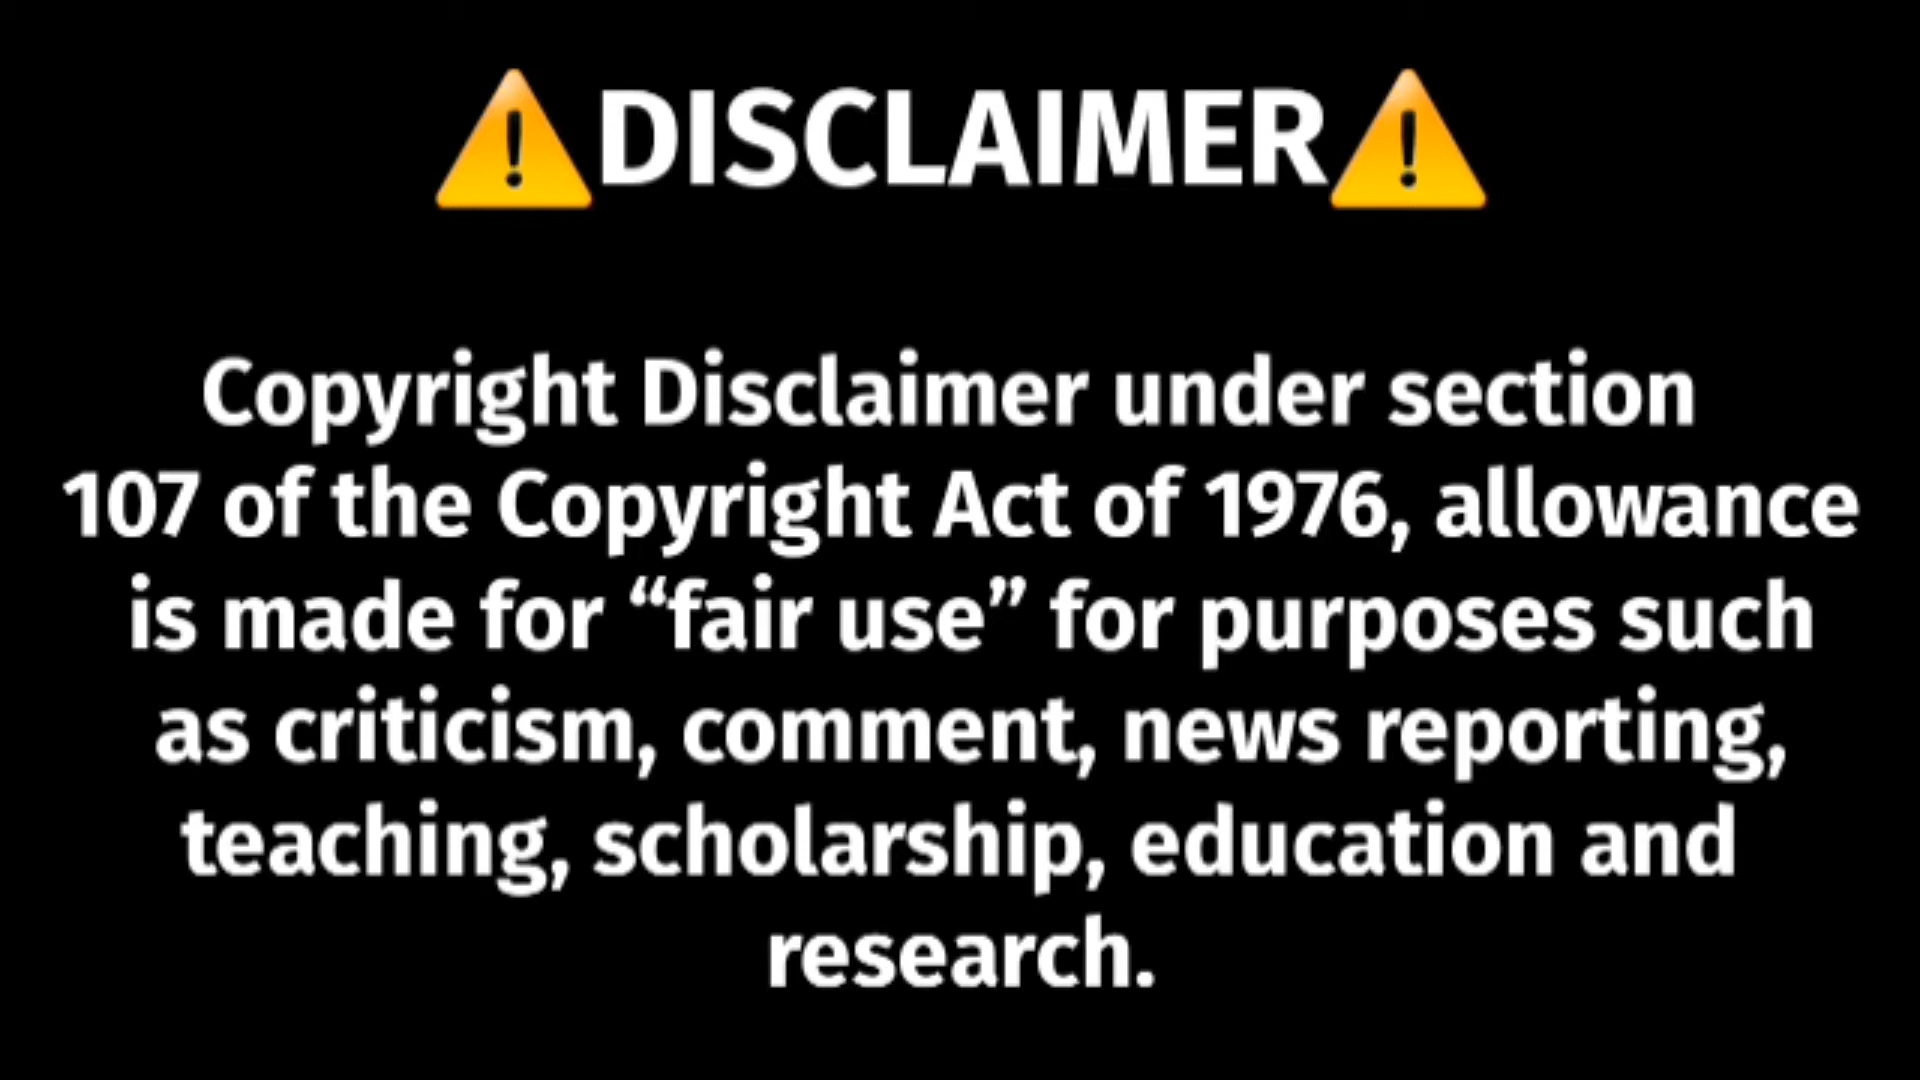 ⚠️DISCLAIMER⚠️
Copyright Disclaimer under section
107 of the Copyright Act of 1976, allowance
is made for “fair use” for purposes such
as criticism, comment, news reporting,
teaching, scholarship, education and
research.